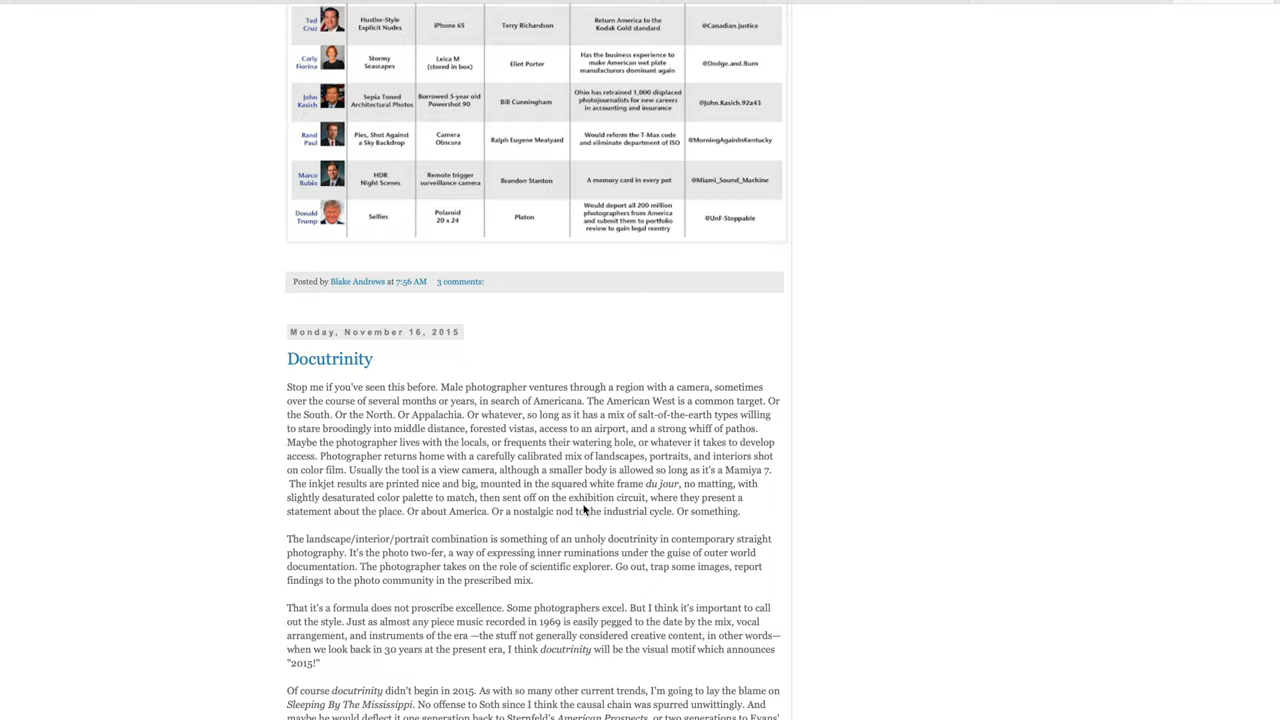 Ted Cruz Hustler-Style Explicit Nudes iPhone 6S Terry Richardson Return America to the Kodak Gold standard @Canadian.Justice
Carly Fiorina Stormy Seascapes Leica M (stored in box) Eliot Porter Has the business experience to make American wet plate manufacturers dominant again @Dodge.and.Burn
John Kasich Sepia Toned Architectural Photos Borrowed 5-year old Powershot 90 Bill Cunningham Ohio has retrained 1,000 displaced photojournalists for new careers in accounting and insurance @John.Kasich.92a43
Rand Paul Pies, Shot Against a Sky Backdrop Camera Obscura Ralph Eugene Meatyard Would reform the T-Max code and eliminate department of ISO @MorningAgainInKentucky
Marco Rubio HDR Night Scenes Remote trigger surveillance camera Brandon Stanton A memory card in every pot @Miami_Sound_Machine
Donald Trump Selfies Polaroid 20 x 24 Platon Would deport all 200 million photographers from America and submit them to portfolio review to gain legal reentry @UnF-Stoppable
Posted by Blake Andrews at 7:56 AM 3 comments:
Monday, November 16, 2015
Docutrinity
Stop me if you've seen this before. Male photographer ventures through a region with a camera, sometimes
over the course of several months or years, in search of Americana. The American West is a common target. Or
the South. Or the North. Or Appalachia. Or whatever, so long as it has a mix of salt-of-the-earth types willing
to stare broodingly into middle distance, forested vistas, access to an airport, and a strong whiff of pathos.
Maybe the photographer lives with the locals, or frequents their watering hole, or whatever it takes to develop
access. Photographer returns home with a carefully calibrated mix of landscapes, portraits, and interiors shot
on color film. Usually the tool is a view camera, although a smaller body is allowed so long as it's a Mamiya 7.
The inkjet results are printed nice and big, mounted in the squared white frame du jour, no matting, with
slightly desaturated color palette to match, then sent off on the exhibition circuit, where they present a
statement about the place. Or about America. Or a nostalgic nod to the industrial cycle. Or something.
The landscape/interior/portrait combination is something of an unholy docutrinity in contemporary straight
photography. It's the photo two-fer, a way of expressing inner ruminations under the guise of outer world
documentation. The photographer takes on the role of scientific explorer. Go out, trap some images, report
findings to the photo community in the prescribed mix.
That it's a formula does not proscribe excellence. Some photographers excel. But I think it's important to call
out the style. Just as almost any piece music recorded in 1969 is easily pegged to the date by the mix, vocal
arrangement, and instruments of the era —the stuff not generally considered creative content, in other words—
when we look back in 30 years at the present era, I think docutrinity will be the visual motif which announces
"2015!"
Of course docutrinity didn't begin in 2015. As with so many other current trends, I'm going to lay the blame on
Sleeping By The Mississippi. No offense to Soth since I think the causal chain was spurred unwittingly. And
maybe he would deflect it one generation back to Sternfeld's American Prospects, or two generations to Evans'